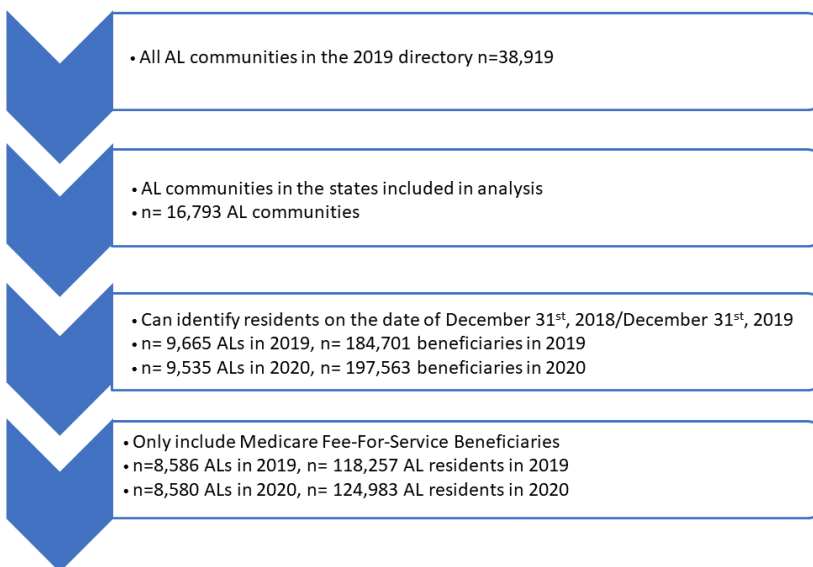 • All AL communities in the 2019 directory n=38,919
• AL communities in the states included in analysis
• n= 16,793 AL communities
• Can identify residents on the date of December 31st, 2018/December 31st, 2019
• n= 9,665 ALs in 2019, n= 184,701 beneficiaries in 2019
• n= 9,535 ALs in 2020, n= 197,563 beneficiaries in 2020
• Only include Medicare Fee-For-Service Beneficiaries
• n=8,586 ALs in 2019, n= 118,257 AL residents in 2019
• n=8,580 ALs in 2020, n= 124,983 AL residents in 2020